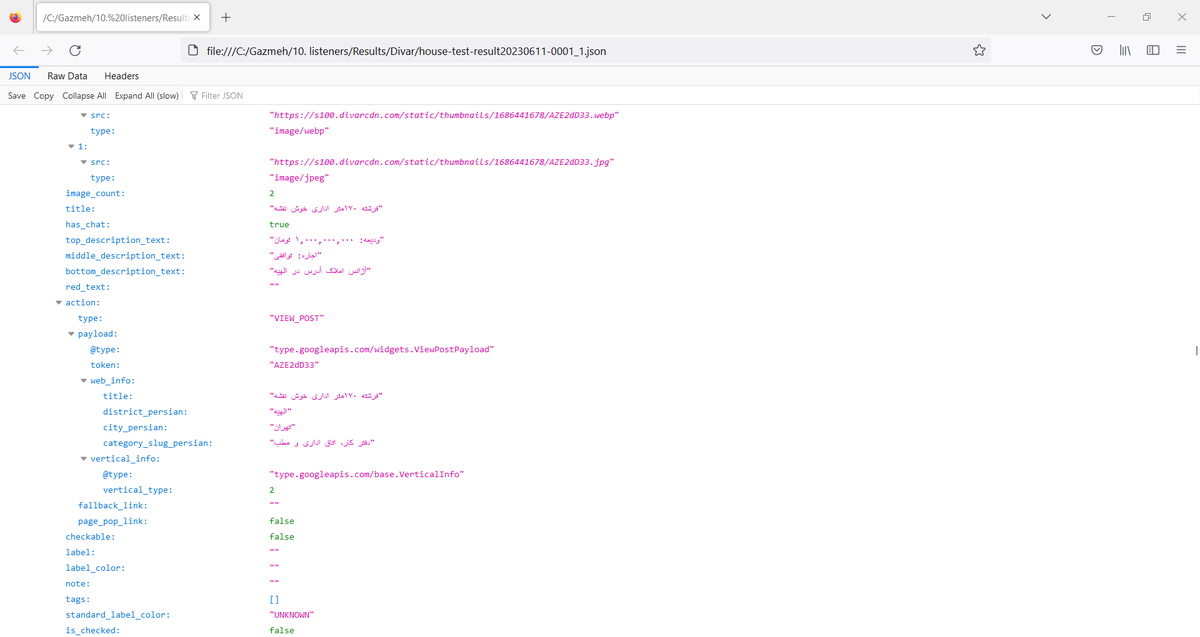 /C:/Gazmeh/10.%20listeners/Results
file:///C:/Gazmeh/10. listeners/Results/Divar/house-test-result20230611-0001_1.json
JSON Raw Data Headers
Save Copy Collapse All Expand All (slow) Filter JSON
src: "https://s100.divarcdn.com/static/thumbnails/1686441678/AZE2dD33.webp"
type: "image/webp"
1:
src: "https://s100.divarcdn.com/static/thumbnails/1686441678/AZE2dD33.jpg"
type: "image/jpeg"
image_count: 2
title: "فرشته ۱۷۰متر اداری خوش نقشه"
has_chat: true
top_description_text: "ودیعه: ۱,۰۰۰,۰۰۰,۰۰۰ تومان"
middle_description_text: "اجاره: توافقی"
bottom_description_text: "آژانس املاک آدرس در الهیه"
red_text: ""
action:
type: "VIEW_POST"
payload:
@type: "type.googleapis.com/widgets.ViewPostPayload"
token: "AZE2dD33"
web_info:
title: "فرشته ۱۷۰متر اداری خوش نقشه"
district_persian: "الهیه"
city_persian: "تهران"
category_slug_persian: "دفتر کار، اتاق اداری و مطب"
vertical_info:
@type: "type.googleapis.com/base.VerticalInfo"
vertical_type: 2
fallback_link: ""
page_pop_link: false
checkable: false
label: ""
label_color: ""
note: ""
tags: []
standard_label_color: "UNKNOWN"
is_checked: false